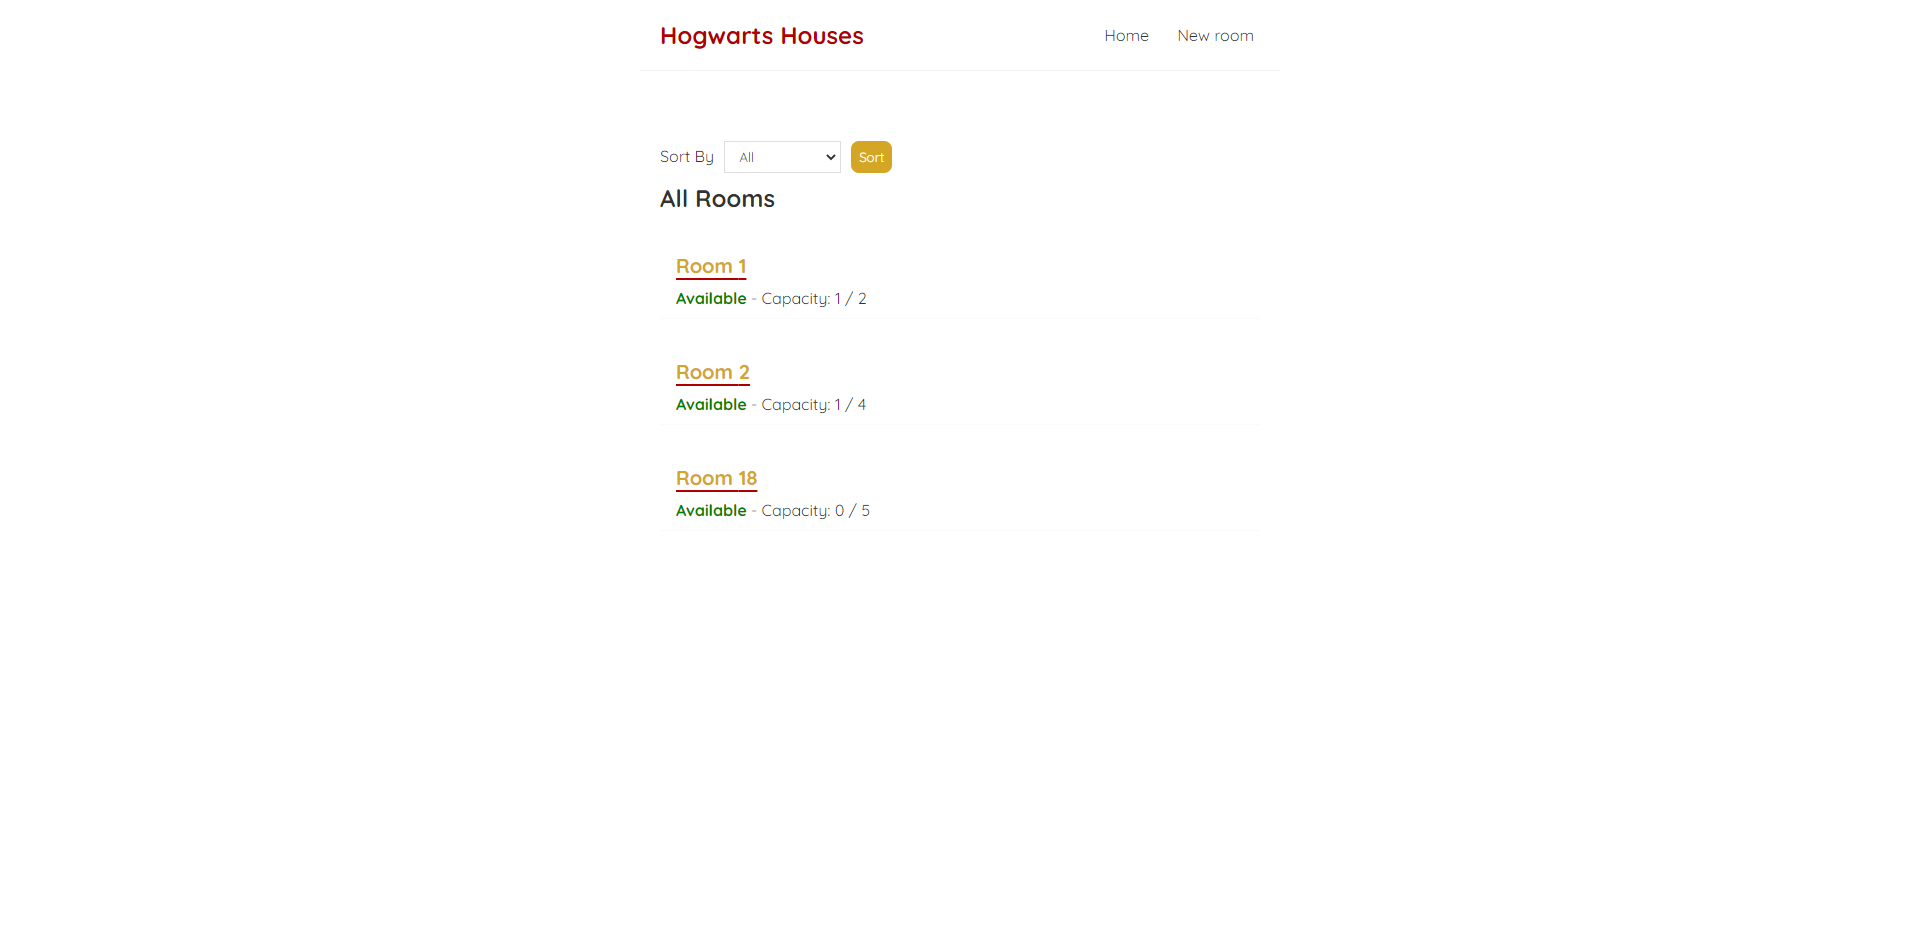 Hogwarts Houses
Home New room
Sort By All Sort
All Rooms
Room 1
Available - Capacity: 1 / 2
Room 2
Available - Capacity: 1 / 4
Room 18
Available - Capacity: 0 / 5